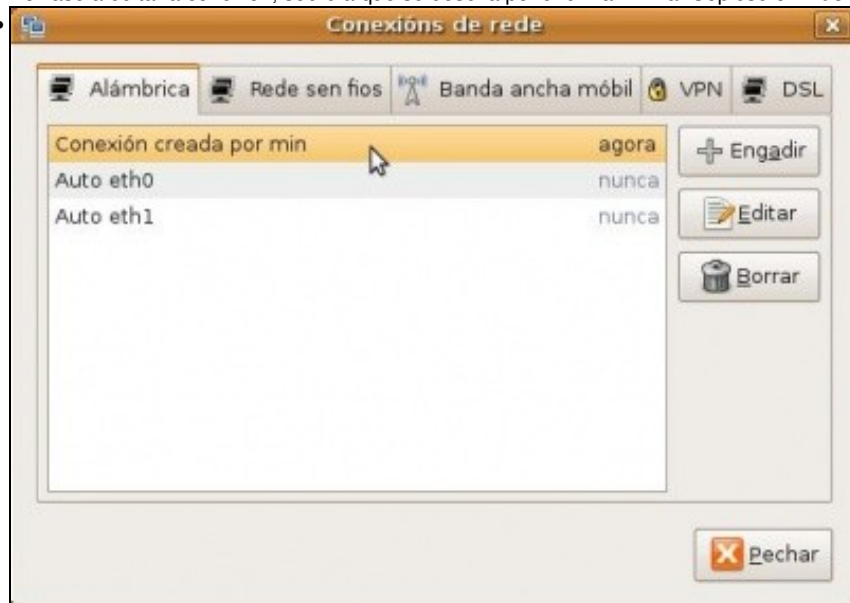 Conexións de rede
Alámbrica Rede sen fios Banda ancha móbil VPN DSL
Conexión creada por min agora
Auto eth0 nunca
Auto eth1 nunca
Engadir
Editar
Borrar
Pechar